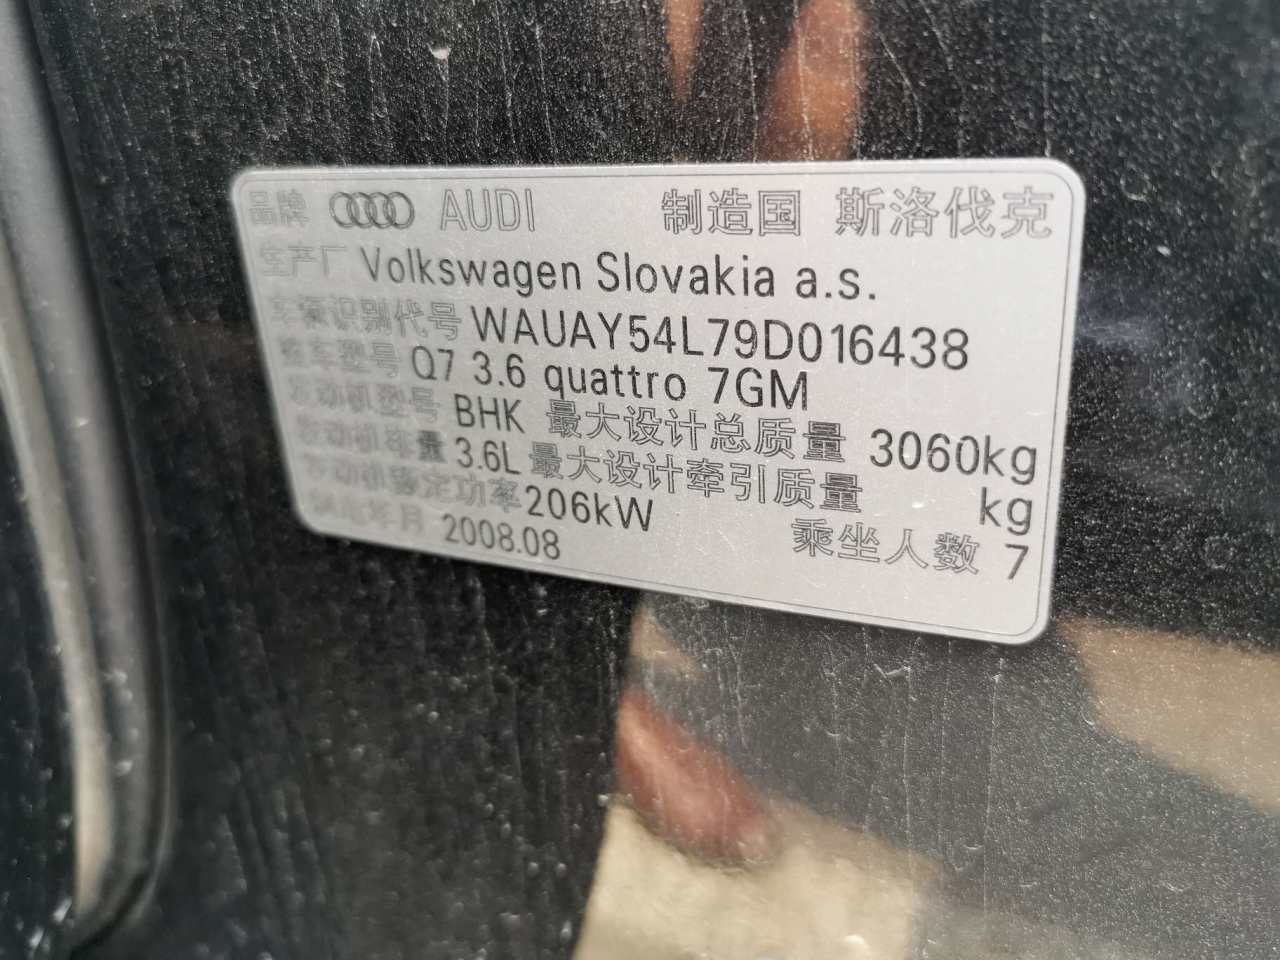 品牌 AUDI 制造国 斯洛伐克
生产厂 Volkswagen Slovakia a.s.
车辆识别代号 WAUAY54L79D016438
整车型号 Q7 3.6 quattro 7GM
发动机型号 BHK 最大设计总质量 3060kg
发动机排量 3.6L 最大设计牵引质量 kg
发动机额定功率 206kW 乘坐人数 7
制造年月 2008.08